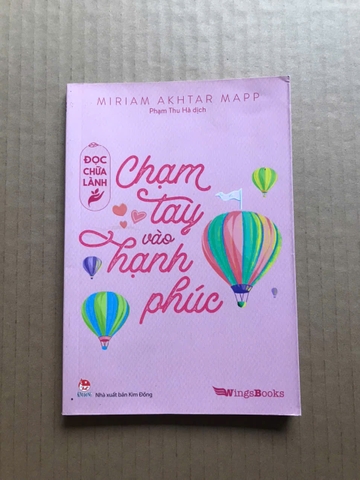 MIRIAM AKHTAR MAPP
Phạm Thu Hà dịch
ĐỌC
CHỮA
LÀNH
Chạm
tay
vào
hạnh
phúc
Nhà xuất bản Kim Đồng
WingsBooks